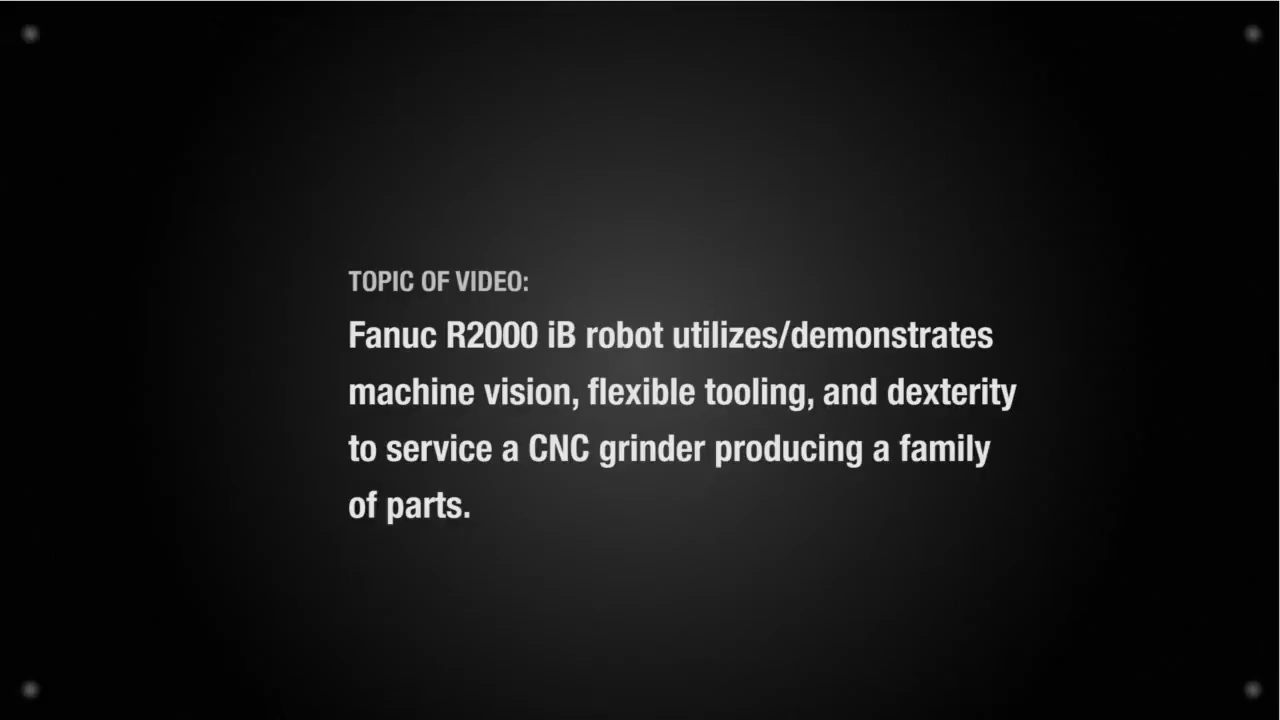 TOPIC OF VIDEO:
Fanuc R2000 iB robot utilizes/demonstrates
machine vision, flexible tooling, and dexterity
to service a CNC grinder producing a family
of parts.